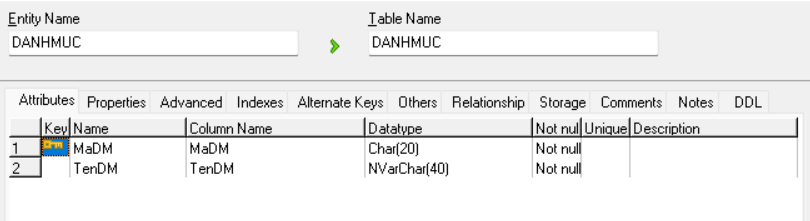 Entity Name Table Name
DANHMUC DANHMUC
Attributes Properties Advanced Indexes Alternate Keys Others Relationship Storage Comments Notes DDL
Key Name Column Name Datatype Not nul Unique Description
1 MaDM MaDM Char(20) Not null
2 TenDM TenDM NVarChar(40) Not null